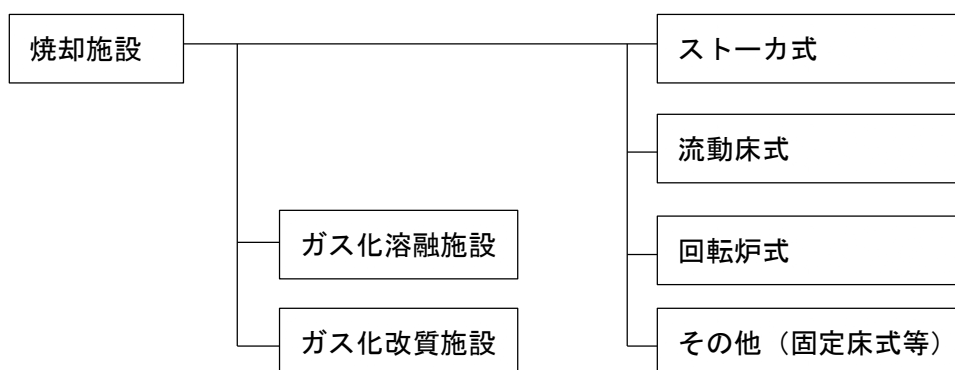 焼却施設
ストーカ式
流動床式
ガス化溶融施設
回転炉式
ガス化改質施設
その他（固定床式等）